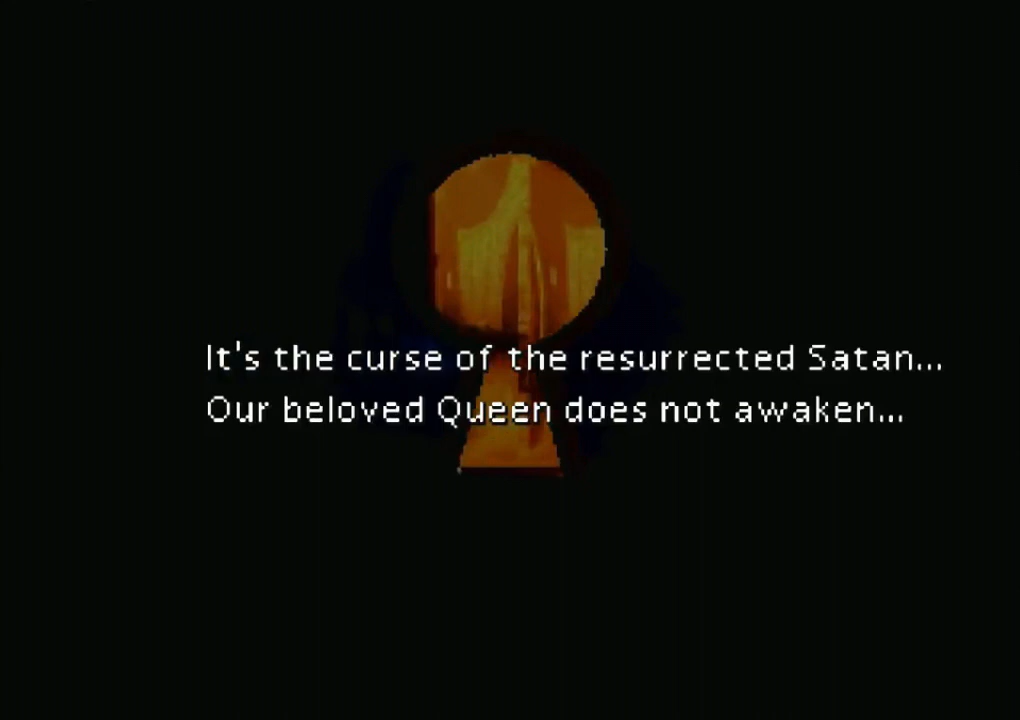 It's the curse of the resurrected Satan...
Our beloved Queen does not awaken...